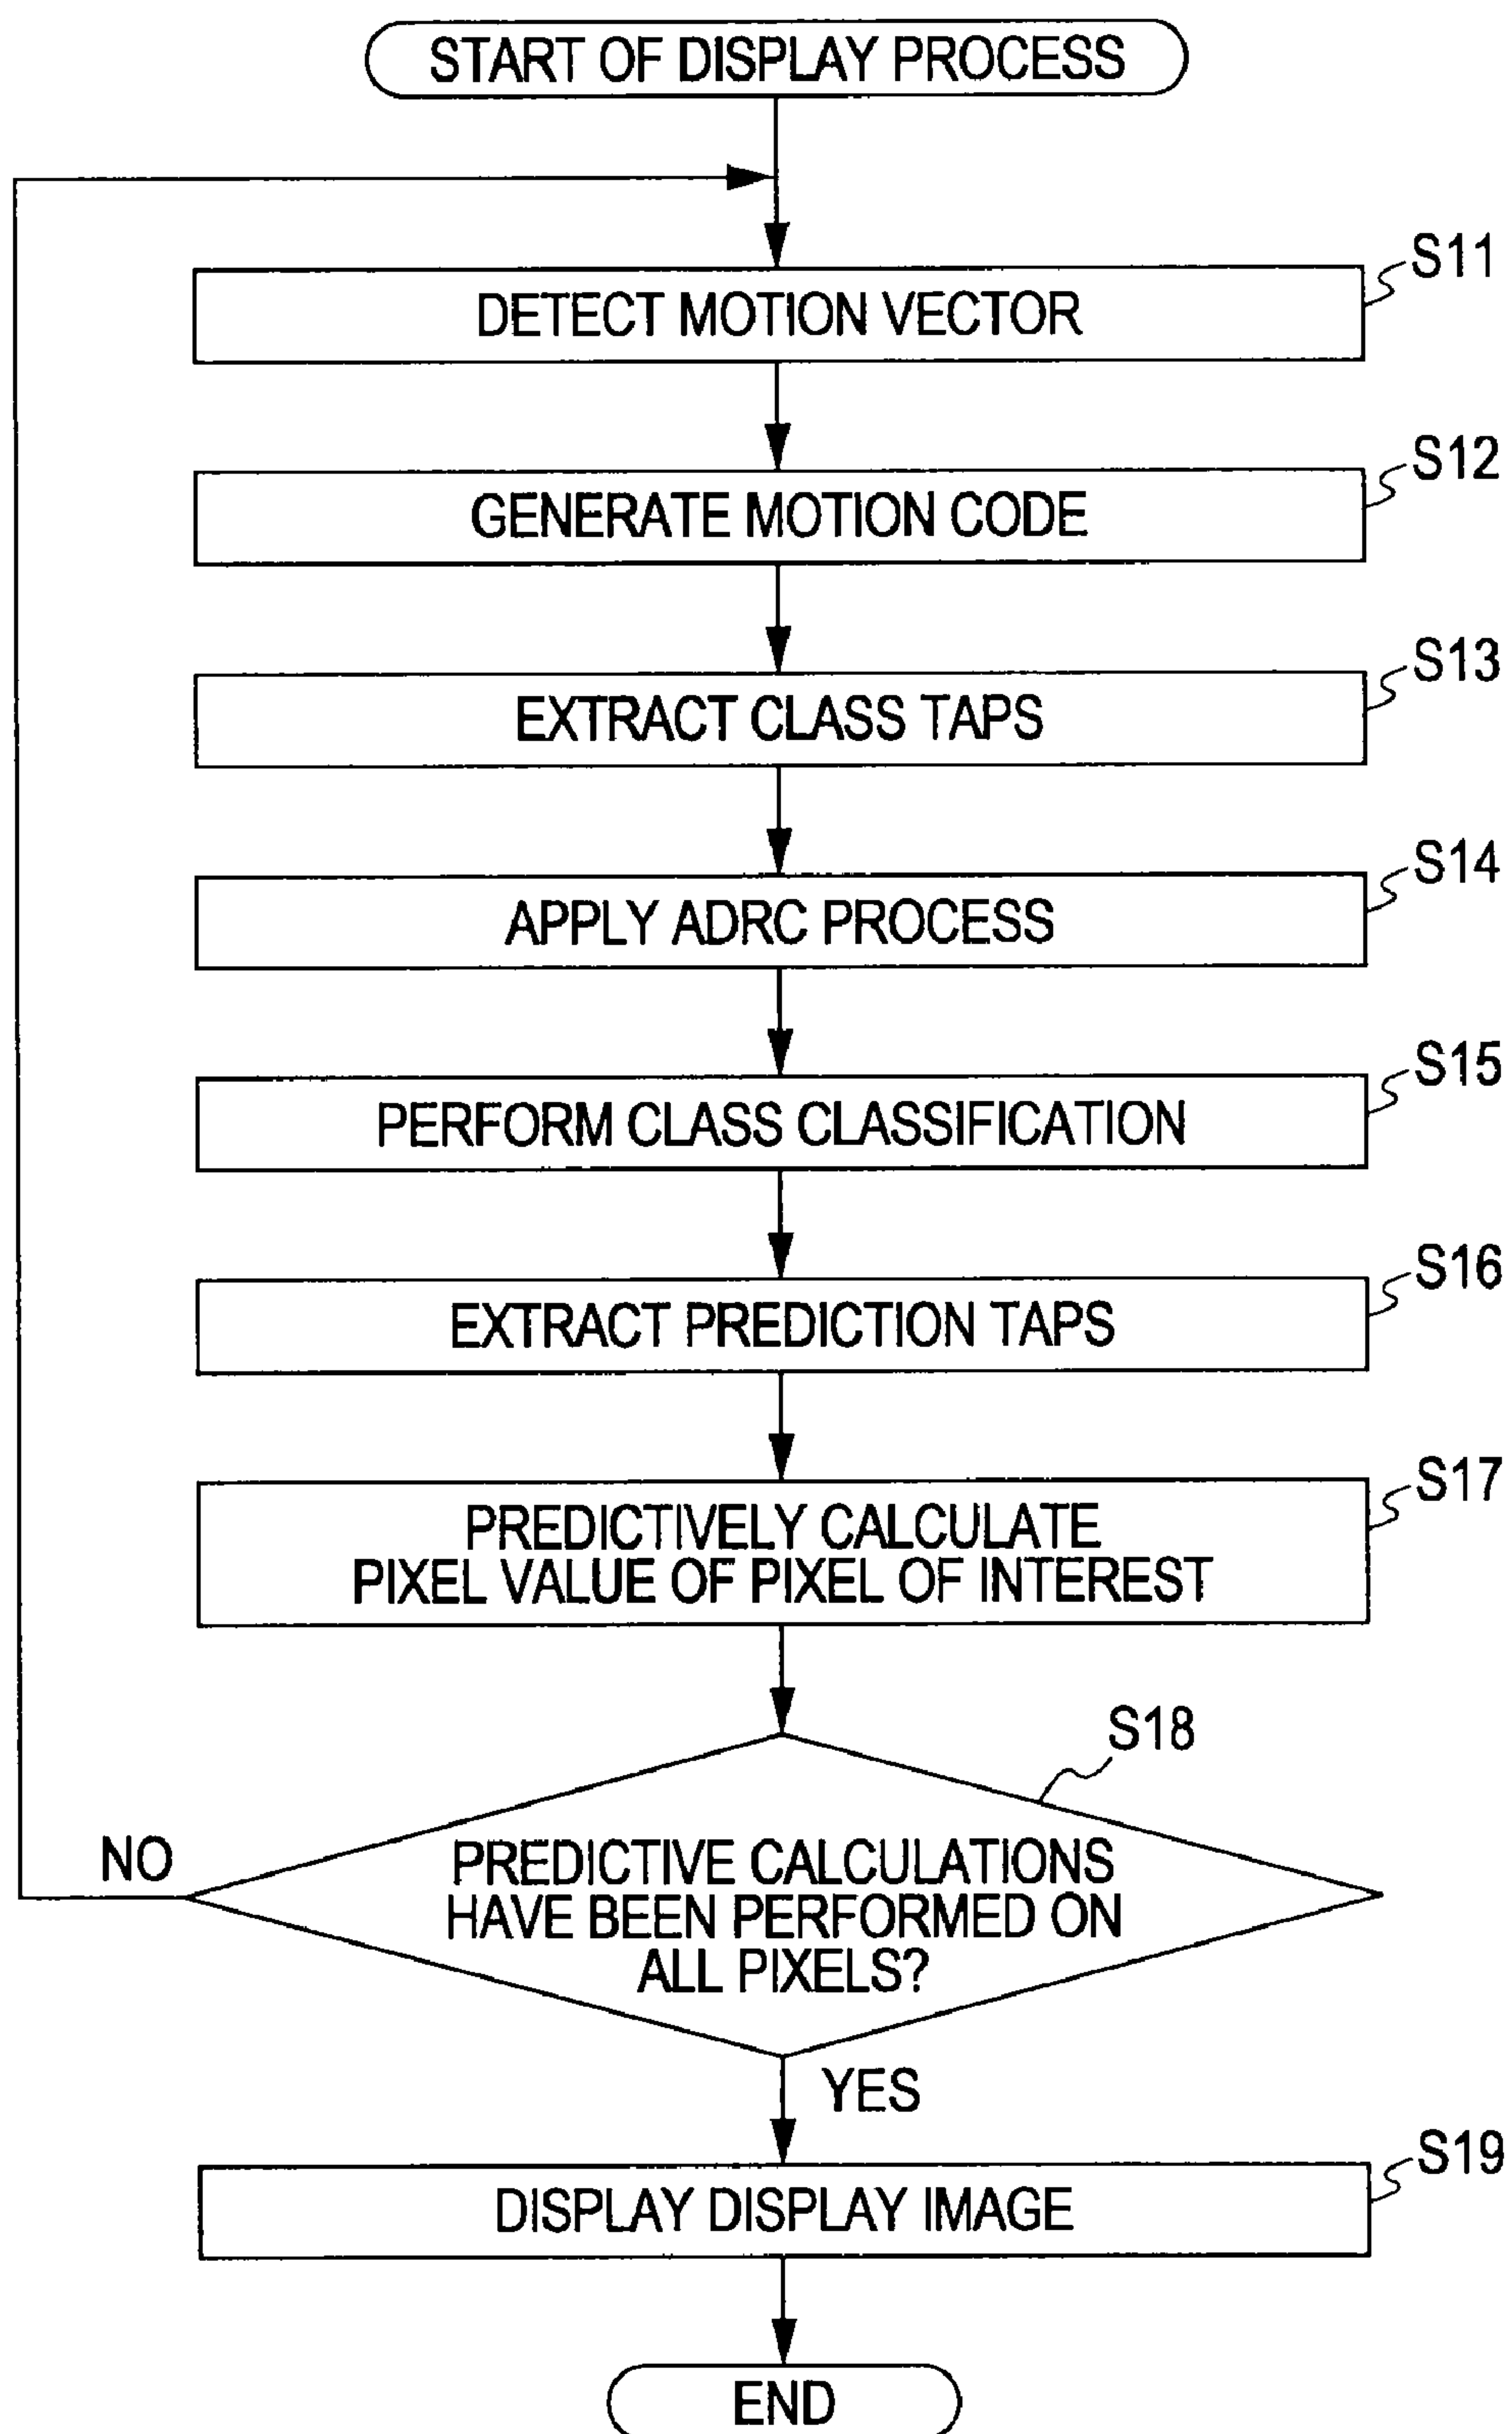 START OF DISPLAY PROCESS
S11
DETECT MOTION VECTOR
S12
GENERATE MOTION CODE
S13
EXTRACT CLASS TAPS
S14
APPLY ADRC PROCESS
S15
PERFORM CLASS CLASSIFICATION
S16
EXTRACT PREDICTION TAPS
S17
PREDICTIVELY CALCULATE
PIXEL VALUE OF PIXEL OF INTEREST
S18
NO
PREDICTIVE CALCULATIONS
HAVE BEEN PERFORMED ON
ALL PIXELS?
YES
S19
DISPLAY DISPLAY IMAGE
END